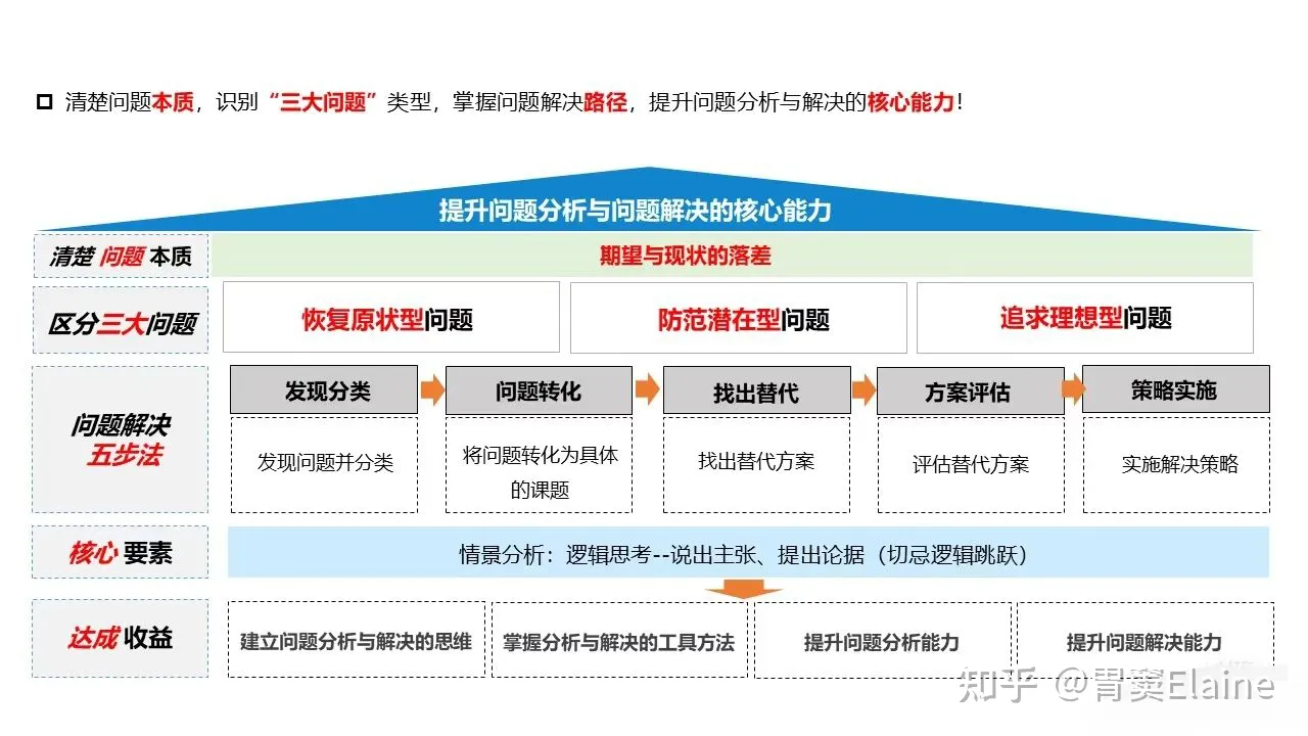 清楚问题本质，识别“三大问题”类型，掌握问题解决路径，提升问题分析与解决的核心能力！
提升问题分析与问题解决的核心能力
清楚 问题 本质
期望与现状的落差
区分三大问题
恢复原状型问题
防范潜在型问题
追求理想型问题
问题解决
五步法
发现分类
问题转化
找出替代
方案评估
策略实施
发现问题并分类
将问题转化为具体
的课题
找出替代方案
评估替代方案
实施解决策略
核心 要素
情景分析：逻辑思考--说出主张、提出论据（切忌逻辑跳跃）
达成 收益
建立问题分析与解决的思维
掌握分析与解决的工具方法
提升问题分析能力
提升问题解决能力
知乎 @胃窦Elaine